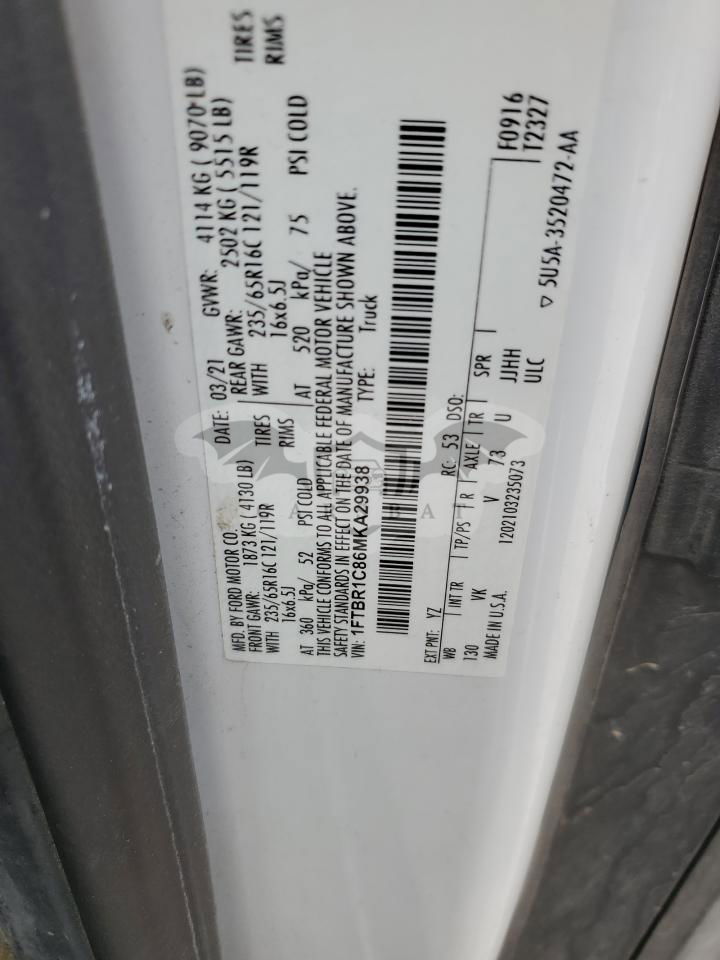 MFD. BY FORD MOTOR CO. DATE: 03/21 GVWR: 4114 KG ( 9070 LB)
FRONT GAWR: 1873 KG ( 4130 LB) REAR GAWR: 2502 KG ( 5515 LB)
WITH 235/65R16C 121/119R TIRES WITH 235/65R16C 121/119R TIRES
16x6.5J RIMS 16x6.5J RIMS
AT 360 kPa/ 52 PSI COLD AT 520 kPa/ 75 PSI COLD
THIS VEHICLE CONFORMS TO ALL APPLICABLE FEDERAL MOTOR VEHICLE
SAFETY STANDARDS IN EFFECT ON THE DATE OF MANUFACTURE SHOWN ABOVE.
VIN: 1FTBR1C86MKA29938 TYPE: Truck
EXT PNT: YZ RC: 53 DSO:
WB INT TR TP/PS R AXLE TR SPR F0916
130 VK V 73 U JJHH T2327
MADE IN U.S.A. 1202103235073 ULC
▽ 5U5A-3520472-AA